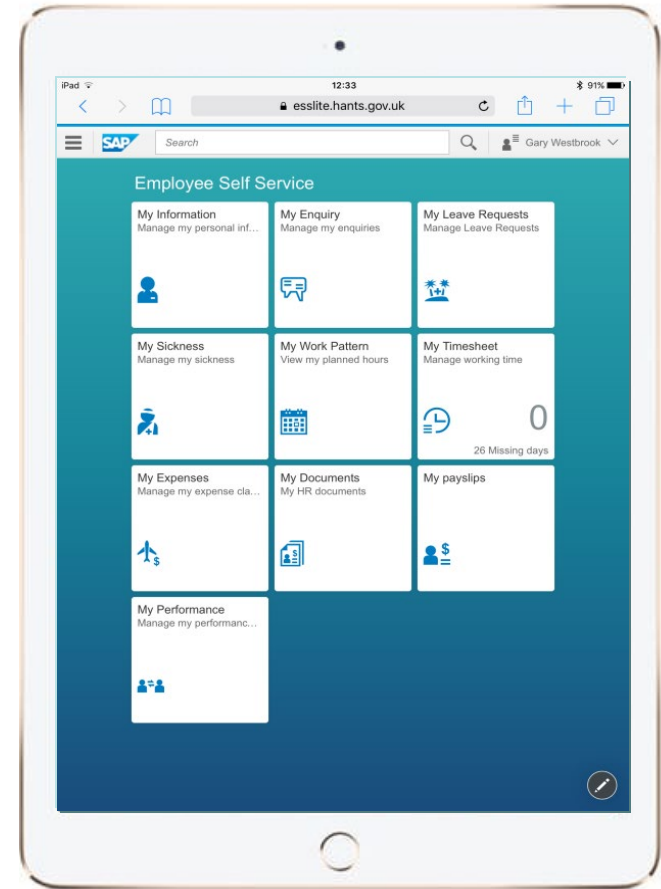 iPad 12:33 91%
esslite.hants.gov.uk
SAP Search Gary Westbrook
Employee Self Service
My Information
Manage my personal inf...
My Enquiry
Manage my enquiries
My Leave Requests
Manage Leave Requests
My Sickness
Manage my sickness
My Work Pattern
View my planned hours
My Timesheet
Manage working time
0
26 Missing days
My Expenses
Manage my expense cla...
My Documents
My HR documents
My payslips
My Performance
Manage my performanc...